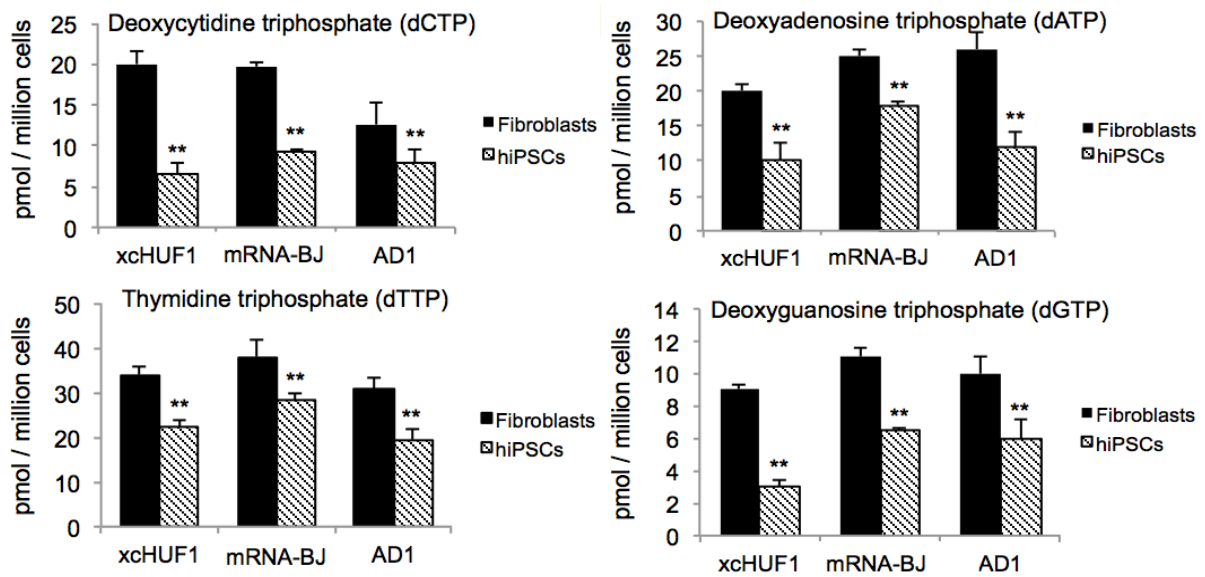 Deoxycytidine triphosphate (dCTP)
pmol / million cells
25
20
15
10
5
0
**
**
**
Fibroblasts
hiPSCs
xcHUF1 mRNA-BJ AD1
Deoxyadenosine triphosphate (dATP)
pmol / million cells
30
25
20
15
10
5
0
**
**
**
Fibroblasts
hiPSCs
xcHUF1 mRNA-BJ AD1
Thymidine triphosphate (dTTP)
pmol / million cells
50
40
30
20
10
0
**
**
**
Fibroblasts
hiPSCs
xcHUF1 mRNA-BJ AD1
Deoxyguanosine triphosphate (dGTP)
pmol / million cells
14
12
10
8
6
4
2
0
**
**
**
Fibroblasts
hiPSCs
xcHUF1 mRNA-BJ AD1